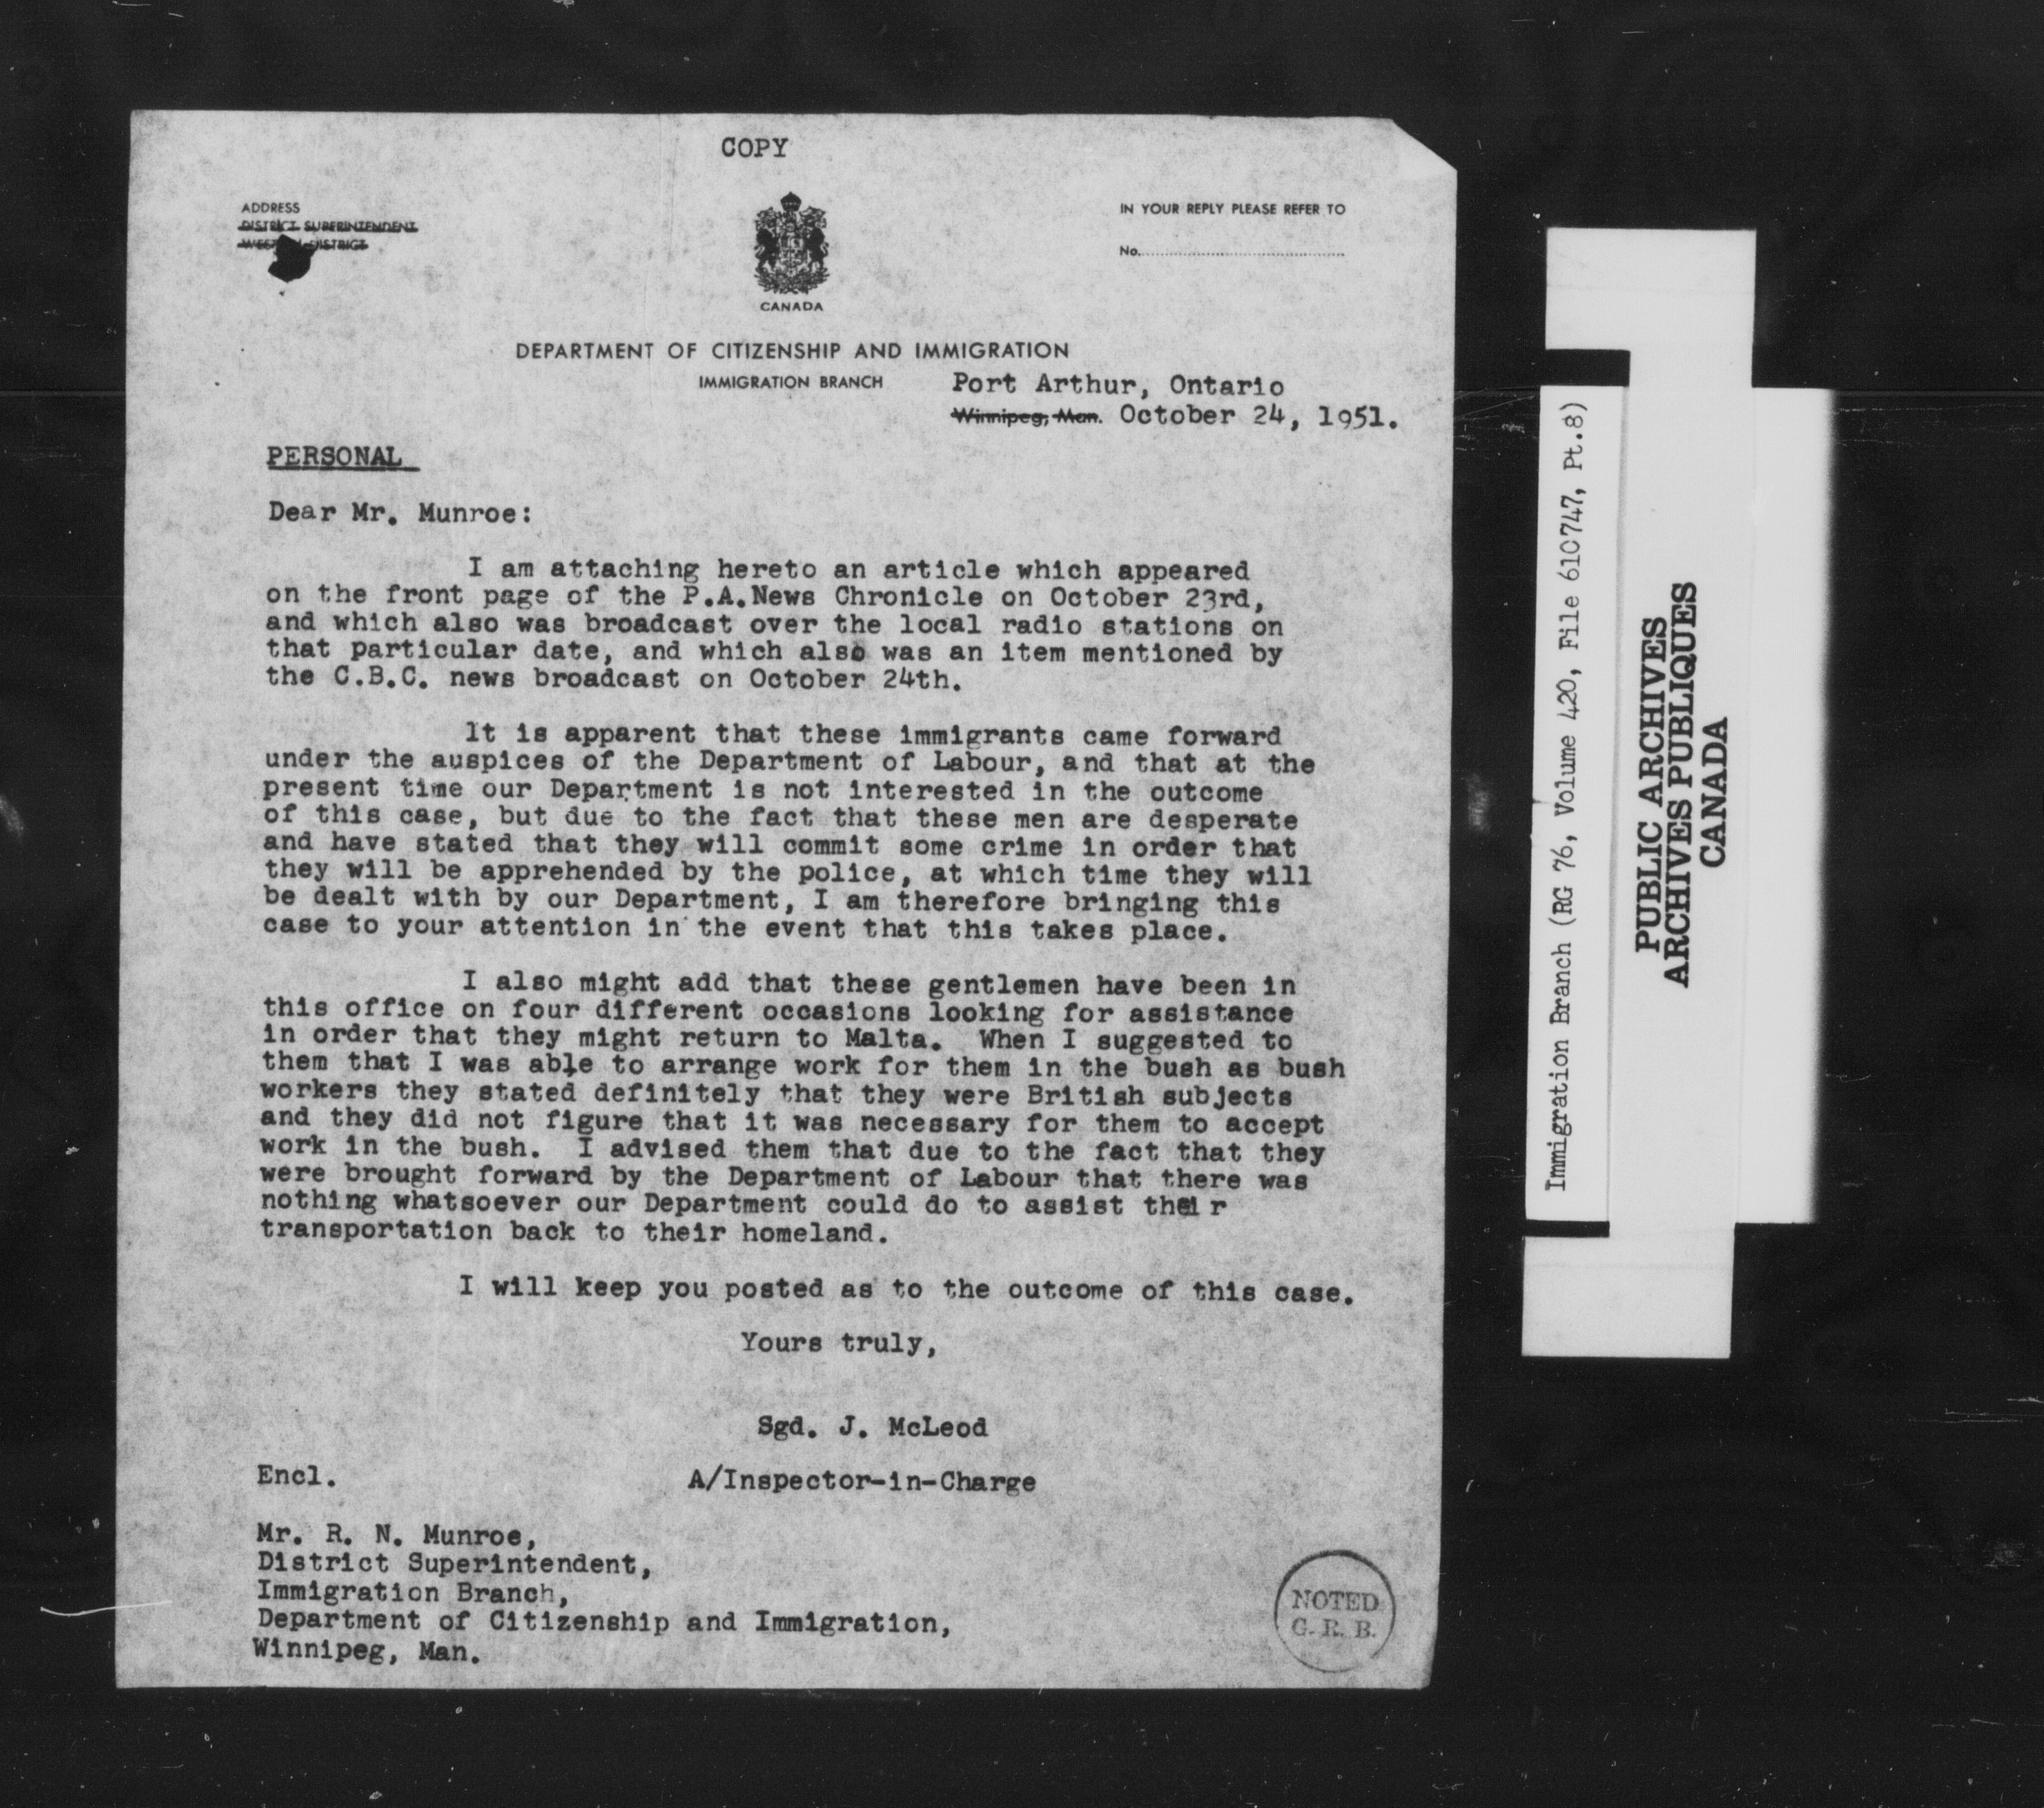 COPY
ADDRESS
DISTRICT SUPERINTENDENT
DISTRICT
CANADA
IN YOUR REPLY PLEASE REFER TO
No.
DEPARTMENT OF CITIZENSHIP AND IMMIGRATION
IMMIGRATION BRANCH
Port Arthur, Ontario
Winnipeg, Man. October 24, 1951.
PERSONAL
Dear Mr. Munroe:
I am attaching hereto an article which appeared
on the front page of the P.A.News Chronicle on October 23rd,
and which also was broadcast over the local radio stations on
that particular date, and which also was an item mentioned by
the C.B.C. news broadcast on October 24th.
It is apparent that these immigrants came forward
under the auspices of the Department of Labour, and that at the
present time our Department is not interested in the outcome
of this case, but due to the fact that these men are desperate
and have stated that they will commit some crime in order that
they will be apprehended by the police, at which time they will
be dealt with by our Department, I am therefore bringing this
case to your attention in the event that this takes place.
I also might add that these gentlemen have been in
this office on four different occasions looking for assistance
in order that they might return to Malta. When I suggested to
them that I was able to arrange work for them in the bush as bush
workers they stated definitely that they were British subjects
and they did not figure that it was necessary for them to accept
work in the bush. I advised them that due to the fact that they
were brought forward by the Department of Labour that there was
nothing whatsoever our Department could do to assist their
transportation back to their homeland.
I will keep you posted as to the outcome of this case.
Yours truly,
Sgd. J. McLeod
Encl.
A/Inspector-in-Charge
Mr. R. N. Munroe,
District Superintendent,
Immigration Branch,
Department of Citizenship and Immigration,
Winnipeg, Man.
NOTED
G. R. B.
Immigration Branch (RG 76, Volume 420, File 610747, Pt.8)
PUBLIC ARCHIVES
ARCHIVES PUBLIQUES
CANADA